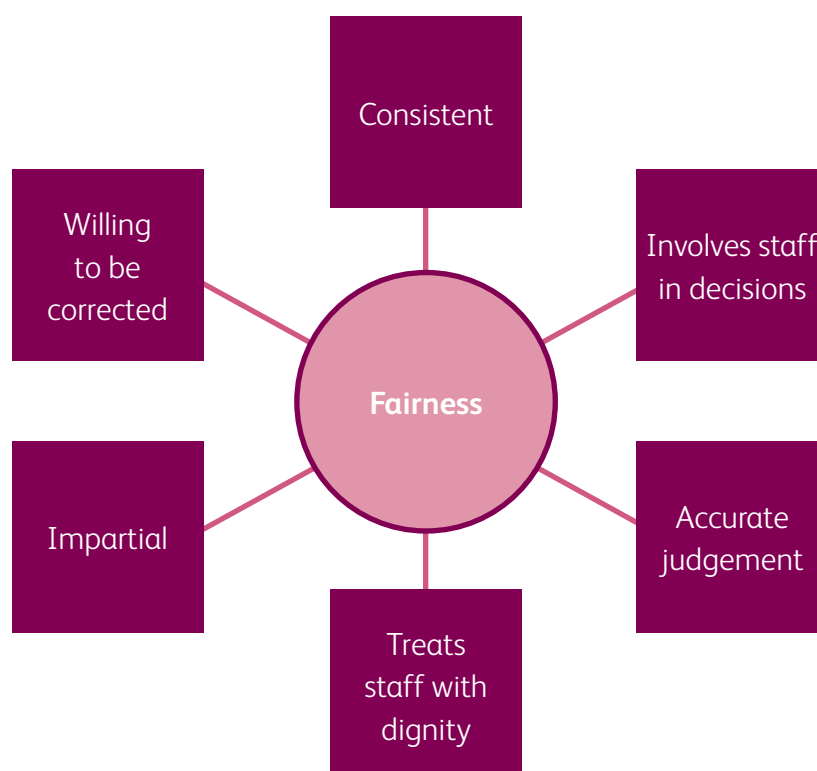 Consistent
Willing
to be
corrected
Involves staff
in decisions
Fairness
Impartial
Accurate
judgement
Treats
staff with
dignity